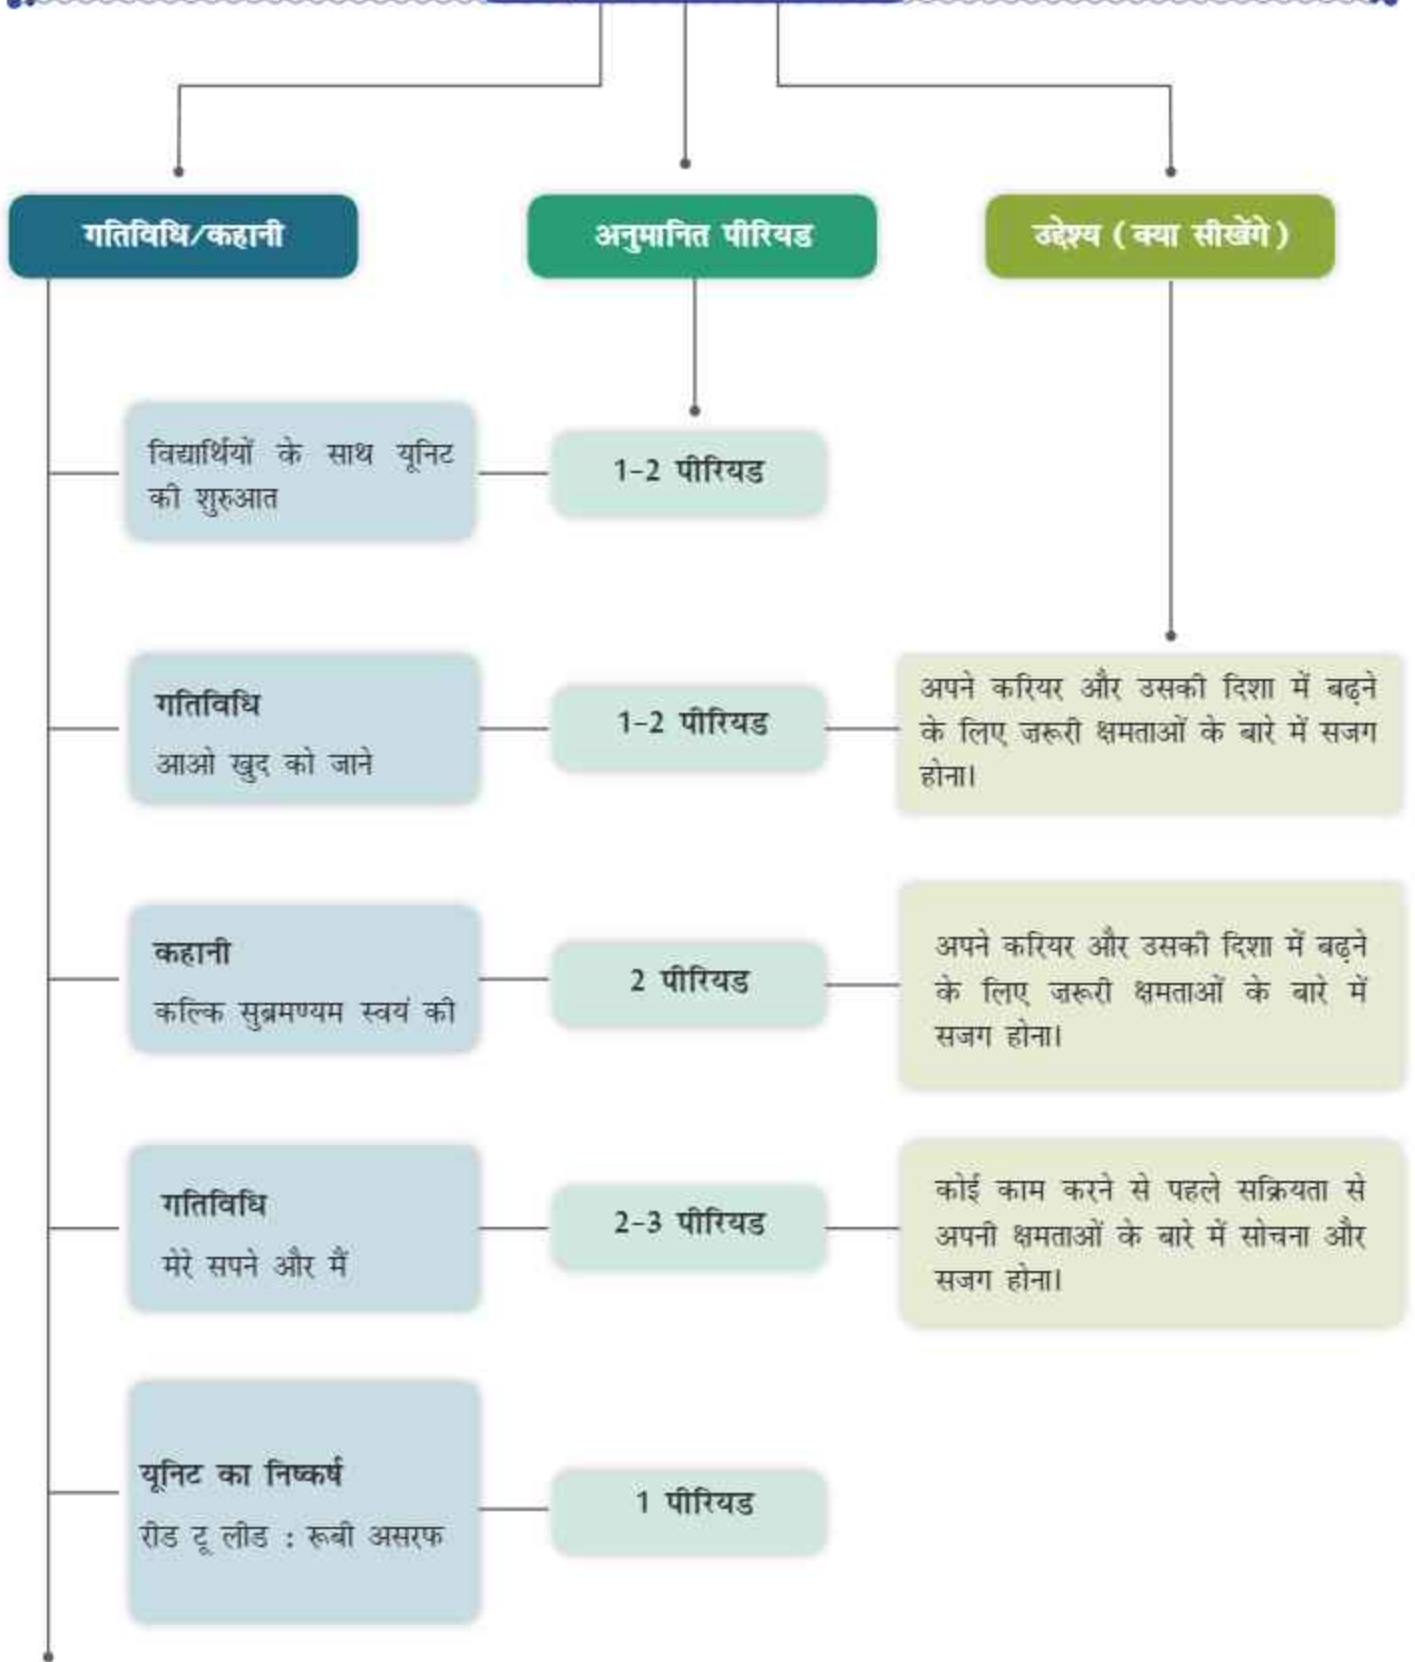 गतिविधि/कहानी
अनुमानित पीरियड
उद्देश्य (क्या सीखेंगे)
विद्यार्थियों के साथ यूनिट
की शुरुआत
1-2 पीरियड
गतिविधि
आओ खुद को जाने
1-2 पीरियड
अपने करियर और उसकी दिशा में बढ़ने
के लिए ज़रूरी क्षमताओं के बारे में सजग
होना।
कहानी
कल्कि सुब्रमण्यम स्वयं की
2 पीरियड
अपने करियर और उसकी दिशा में बढ़ने
के लिए ज़रूरी क्षमताओं के बारे में
सजग होना।
गतिविधि
मेरे सपने और मैं
2-3 पीरियड
कोई काम करने से पहले सक्रियता से
अपनी क्षमताओं के बारे में सोचना और
सजग होना।
यूनिट का निष्कर्ष
रीड टू लीड : रूबी असरफ
1 पीरियड